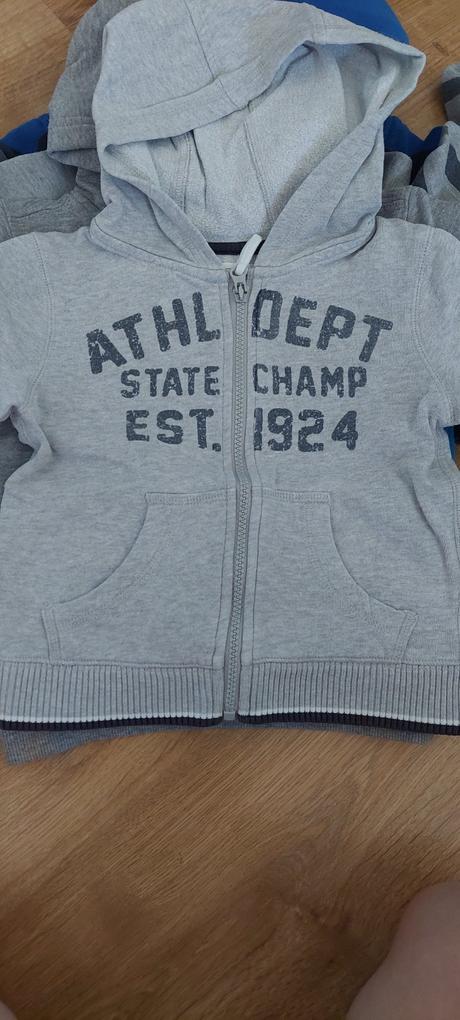 ATHL DEPT
STATE CHAMP
EST. 1924